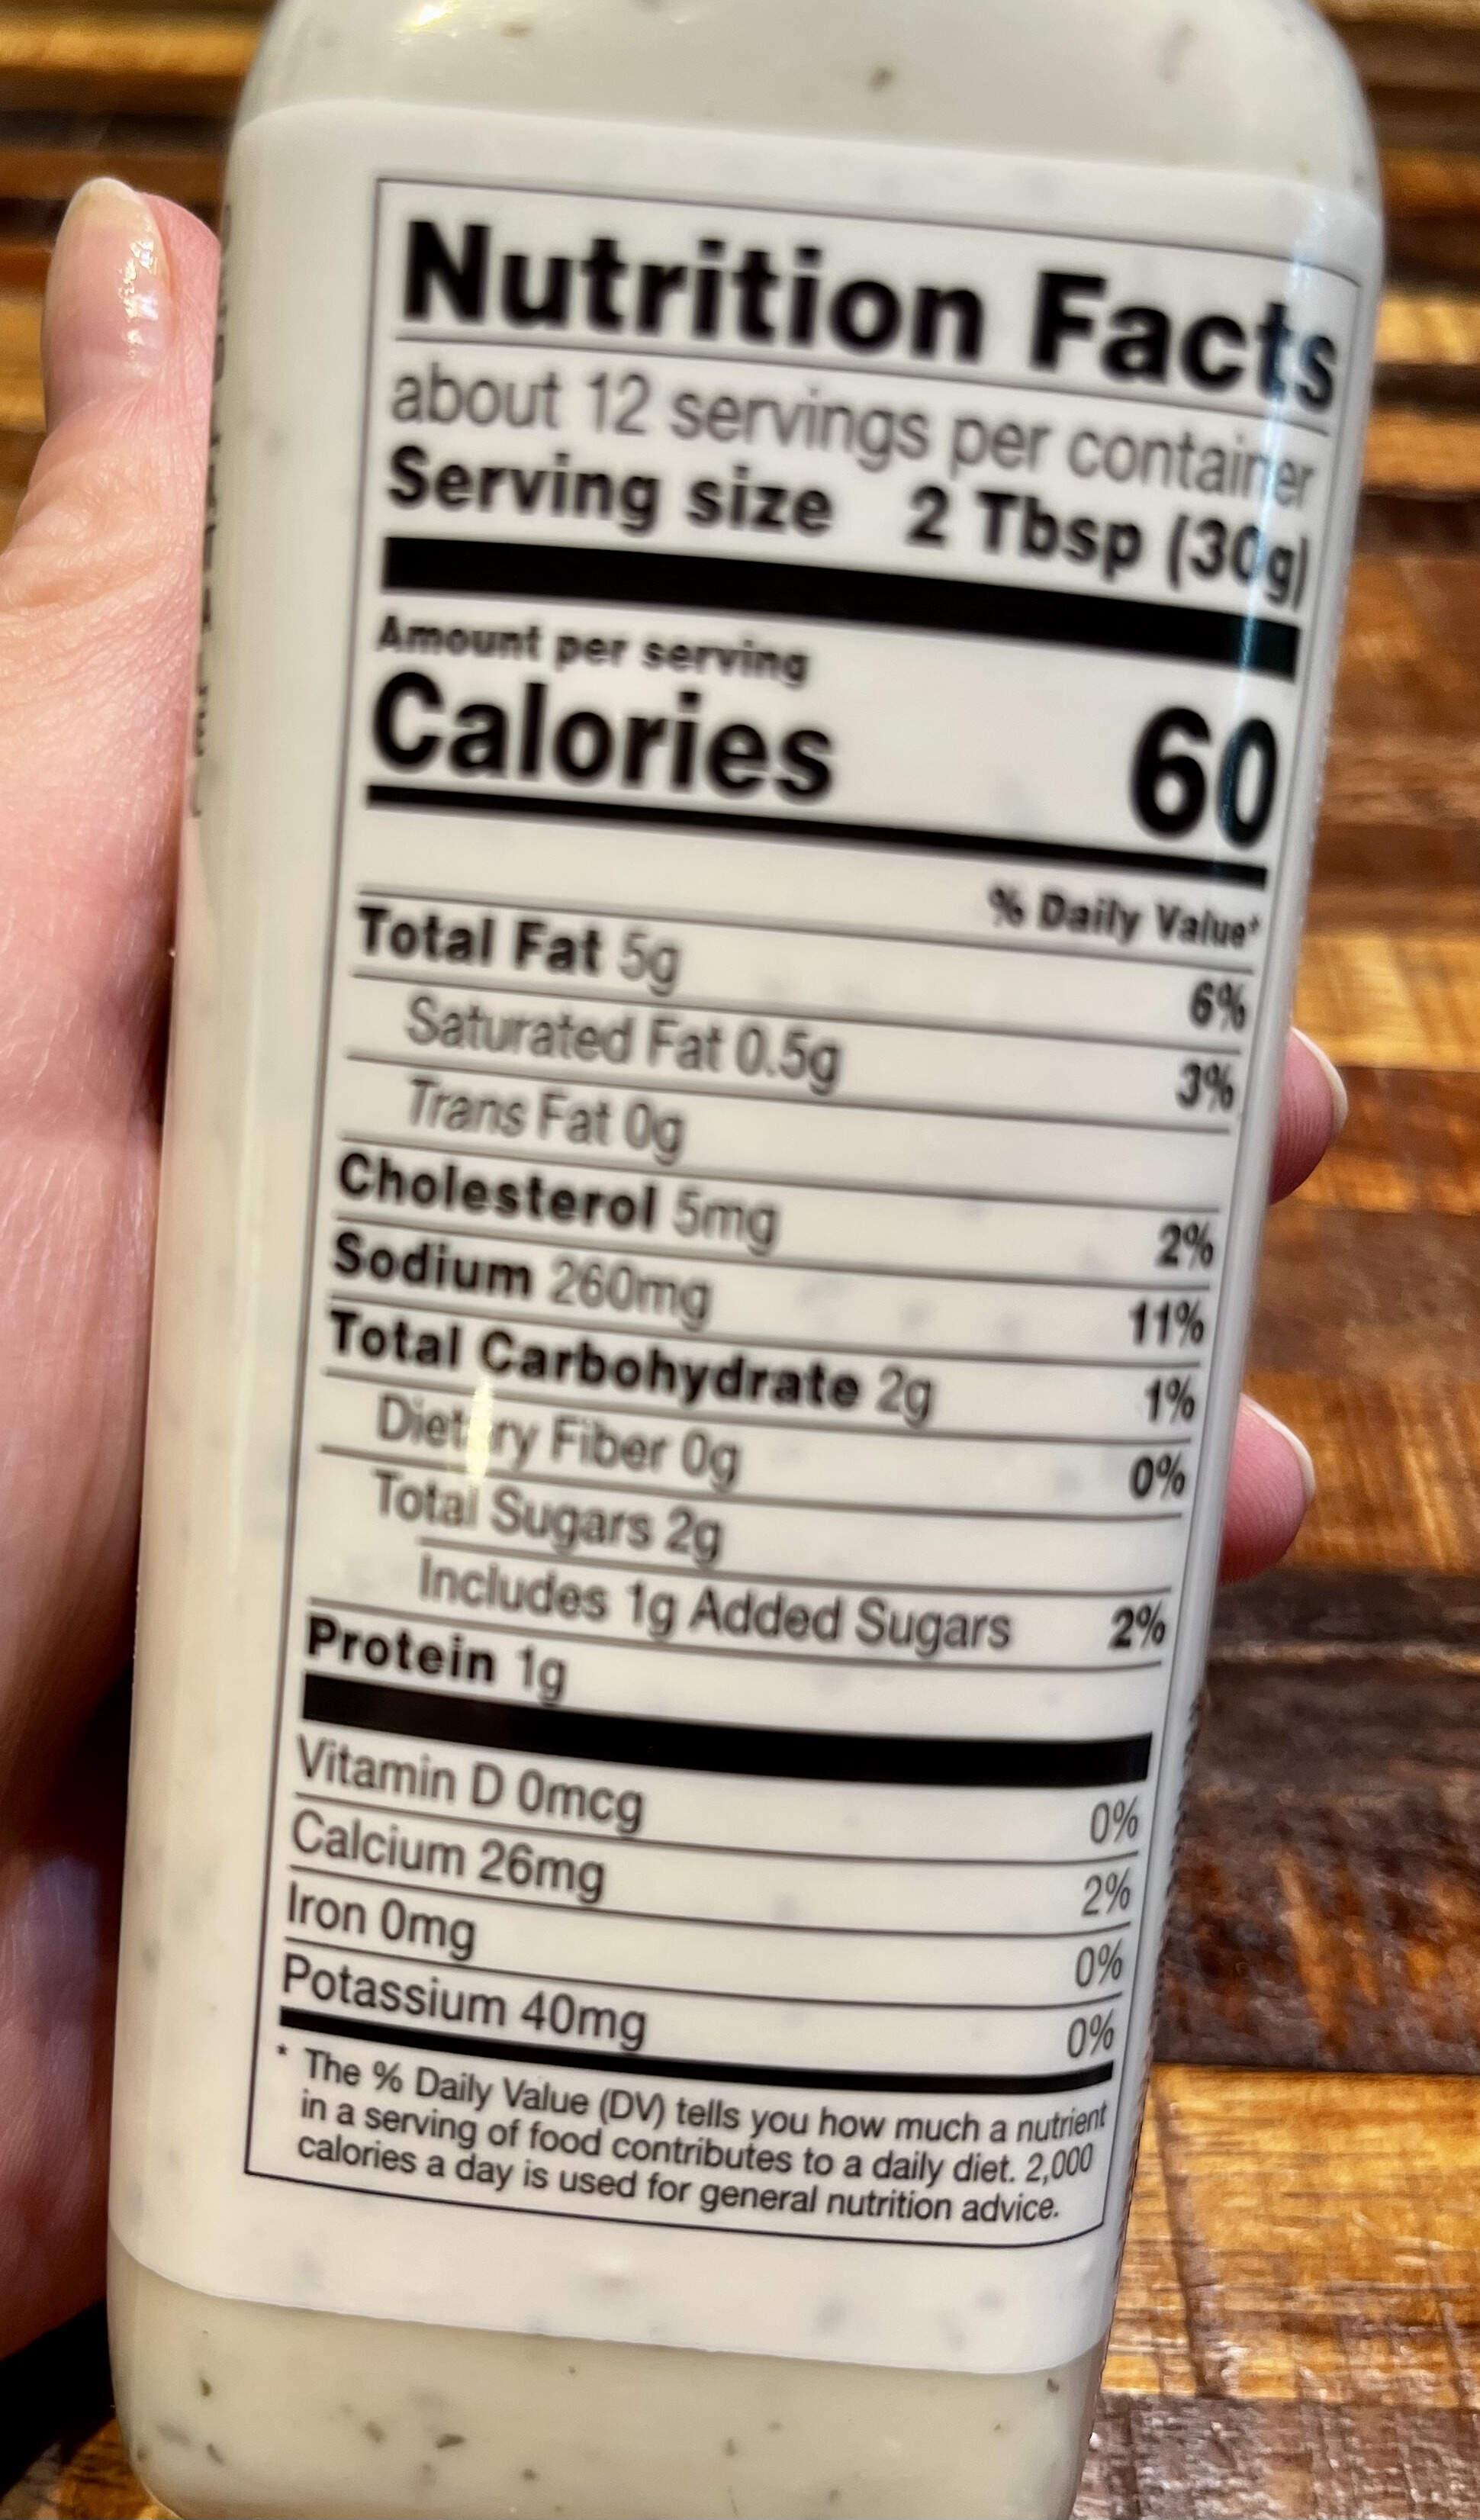 Nutrition Facts
about 12 servings per container
Serving size 2 Tbsp (30g)
Amount per serving
Calories 60
% Daily Value*
Total Fat 5g 6%
Saturated Fat 0.5g 3%
Trans Fat 0g
Cholesterol 5mg 2%
Sodium 260mg 11%
Total Carbohydrate 2g 1%
Dietary Fiber 0g 0%
Total Sugars 2g
Includes 1g Added Sugars 2%
Protein 1g
Vitamin D 0mcg 0%
Calcium 26mg 2%
Iron 0mg 0%
Potassium 40mg 0%
* The % Daily Value (DV) tells you how much a nutrient
in a serving of food contributes to a daily diet. 2,000
calories a day is used for general nutrition advice.